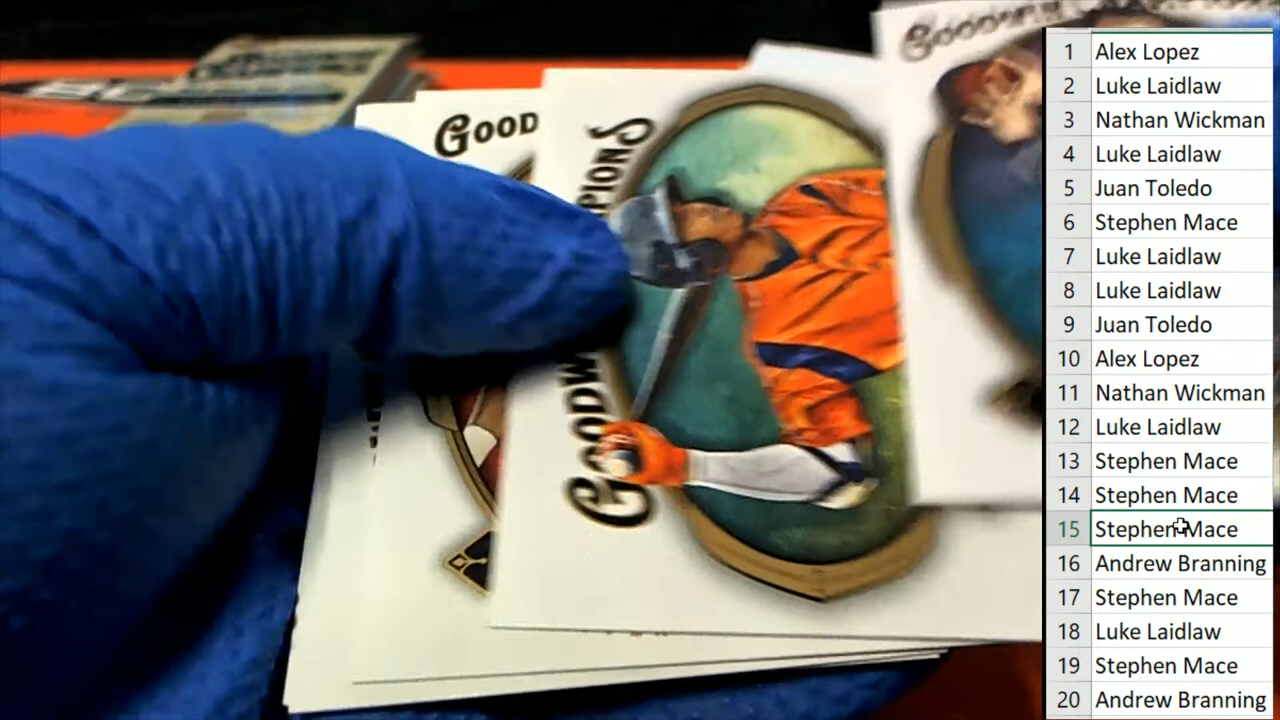 GOODWIN CHAMPIONS
GOOD
PIONS
GOODW
1 Alex Lopez
2 Luke Laidlaw
3 Nathan Wickman
4 Luke Laidlaw
5 Juan Toledo
6 Stephen Mace
7 Luke Laidlaw
8 Luke Laidlaw
9 Juan Toledo
10 Alex Lopez
11 Nathan Wickman
12 Luke Laidlaw
13 Stephen Mace
14 Stephen Mace
15 Stephen Mace
16 Andrew Branning
17 Stephen Mace
18 Luke Laidlaw
19 Stephen Mace
20 Andrew Branning